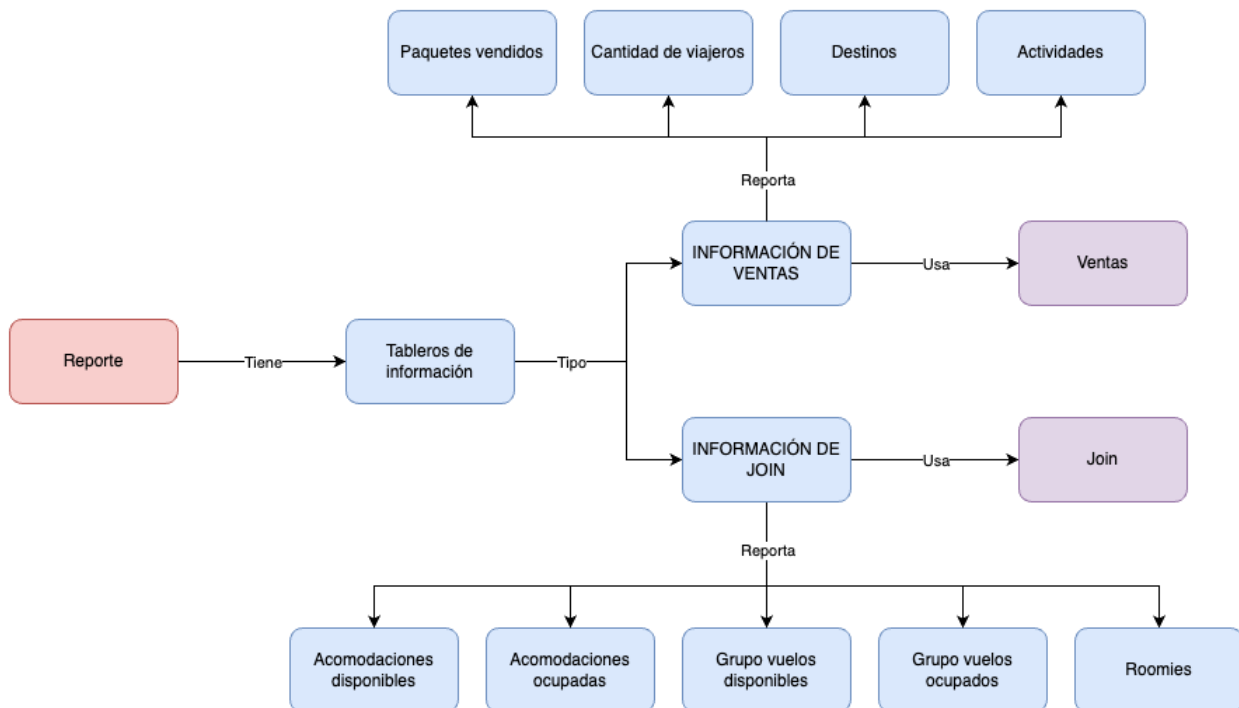 Paquetes vendidos
Cantidad de viajeros
Destinos
Actividades
Reporta
INFORMACIÓN DE
VENTAS
Usa
Ventas
Reporte
Tiene
Tableros de
información
Tipo
INFORMACIÓN DE
JOIN
Usa
Join
Reporta
Acomodaciones
disponibles
Acomodaciones
ocupadas
Grupo vuelos
disponibles
Grupo vuelos
ocupados
Roomies